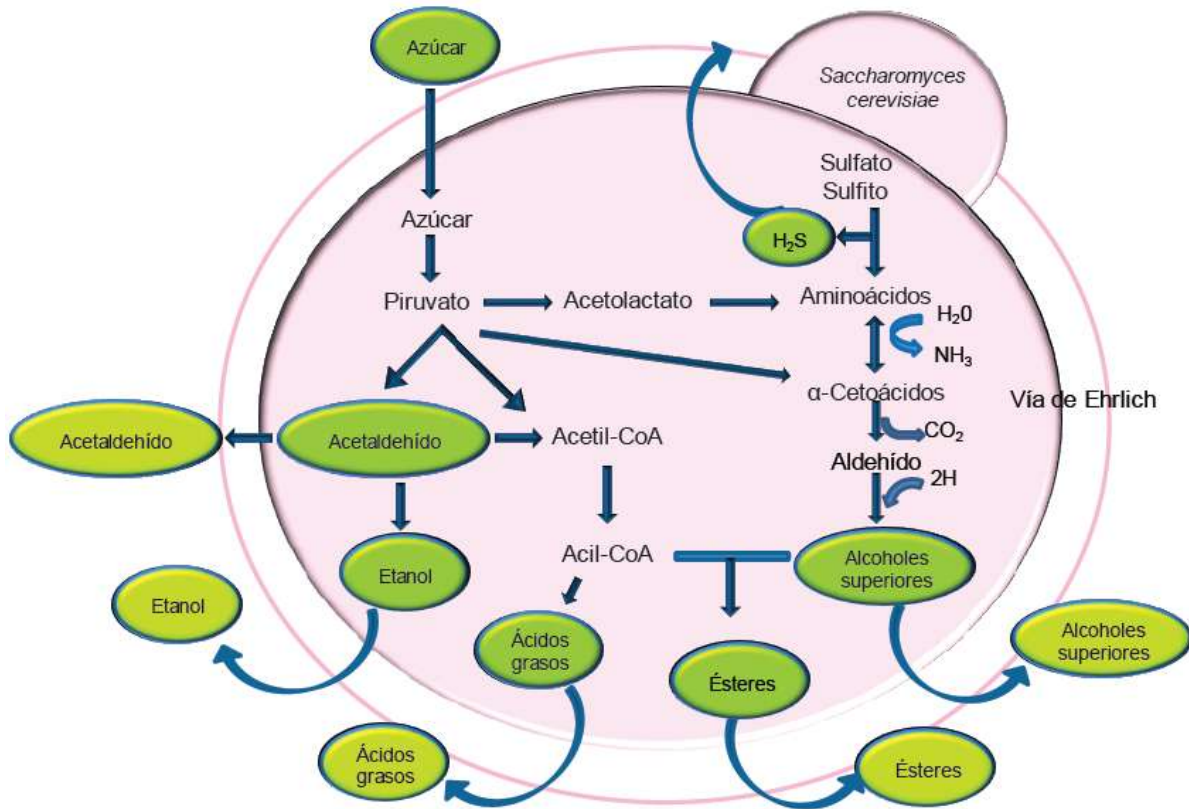 Azúcar
Saccharomyces
cerevisiae
Sulfato
Sulfito
Azúcar
H₂S
Piruvato
Acetolactato
Aminoácidos
H₂0
NH₃
α-Cetoácidos
Vía de Ehrlich
CO₂
Acetaldehído
Acetaldehído
Acetil-CoA
Aldehído
2H
Acil-CoA
Alcoholes
superiores
Etanol
Etanol
Ácidos
grasos
Ésteres
Alcoholes
superiores
Ácidos
grasos
Ésteres